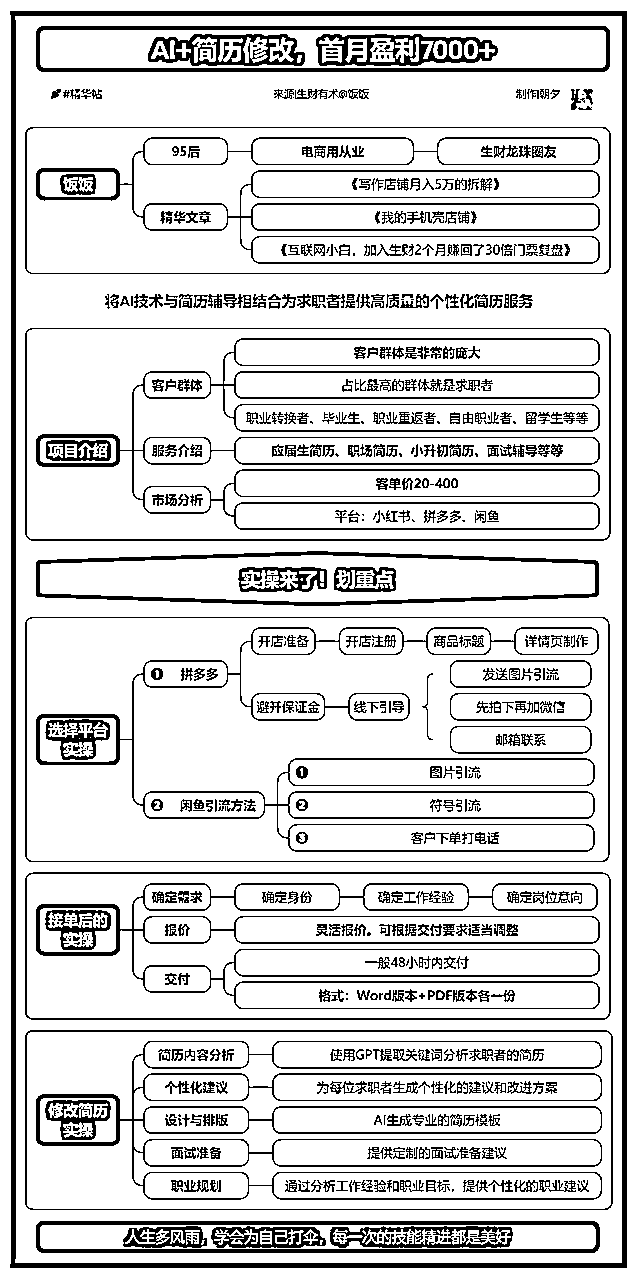 AI+简历修改，首月盈利7000+
#精华帖
来源|生财有术@饭饭
制作|朝夕
饭饭
95后
电商用从业
生财龙珠圈友
精华文章
《写作店铺月入5万的拆解》
《我的手机壳店铺》
《互联网小白，加入生财2个月赚回了30倍门票复盘》
将AI技术与简历辅导相结合为求职者提供高质量的个性化简历服务
项目介绍
客户群体
客户群体是非常的庞大
占比最高的群体就是求职者
职业转换者、毕业生、职业重返者、自由职业者、留学生等等
服务介绍
应届生简历、职场简历、小升初简历、面试辅导等等
市场分析
客单价20-400
平台：小红书、拼多多、闲鱼
实操来了！划重点
选择平台
实操
❶ 拼多多
开店准备
开店注册
商品标题
详情页制作
避开保证金
线下引导
发送图片引流
先拍下再加微信
邮箱联系
❷ 闲鱼引流方法
❶ 图片引流
❷ 符号引流
❸ 客户下单打电话
接单后的
实操
确定需求
确定身份
确定工作经验
确定岗位意向
报价
灵活报价，可根据交付要求适当调整
交付
一般48小时内交付
格式：Word版本+PDF版本各一份
修改简历
实操
简历内容分析
使用GPT提取关键词分析求职者的简历
个性化建议
为每位求职者生成个性化的建议和改进方案
设计与排版
AI生成专业的简历模板
面试准备
提供定制的面试准备建议
职业规划
通过分析工作经验和职业目标，提供个性化的职业建议
人生多风雨，学会为自己打伞，每一次的技能精进都是美好